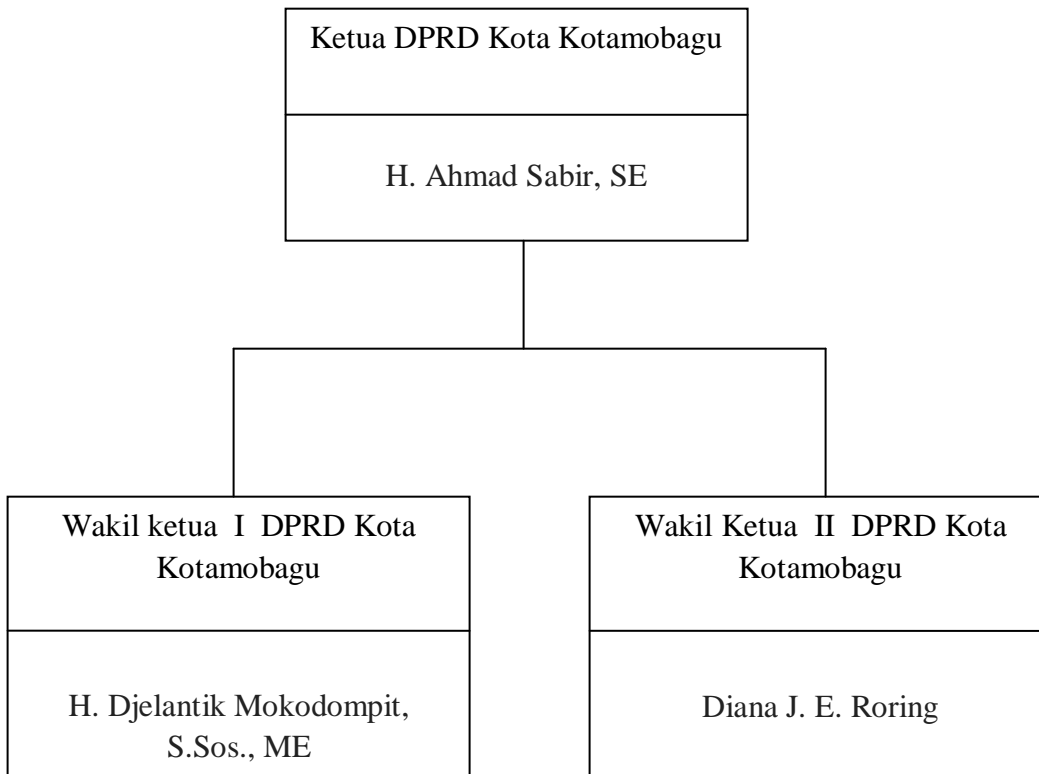 Ketua DPRD Kota Kotamobagu
H. Ahmad Sabir, SE
Wakil ketua I DPRD Kota
Kotamobagu
H. Djelantik Mokodompit,
S.Sos., ME
Wakil Ketua II DPRD Kota
Kotamobagu
Diana J. E. Roring